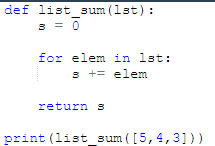 def list_sum(lst):
    s = 0
    for elem in lst:
        s += elem
    return s
print(list_sum([5,4,3]))